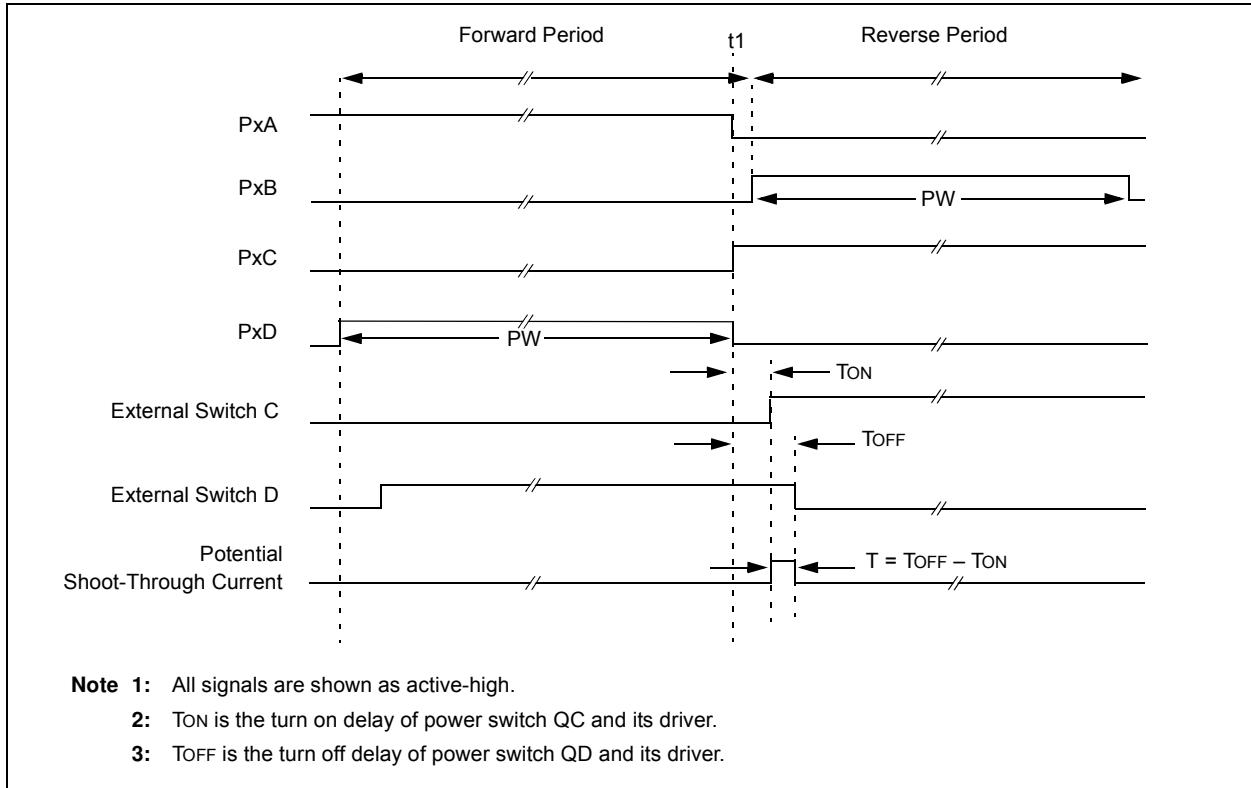 Forward Period
t1
Reverse Period
PxA
PxB
PW
PxC
PxD
PW
TON
External Switch C
TOFF
External Switch D
Potential
Shoot-Through Current
T = TOFF – TON
Note 1: All signals are shown as active-high.
2: TON is the turn on delay of power switch QC and its driver.
3: TOFF is the turn off delay of power switch QD and its driver.